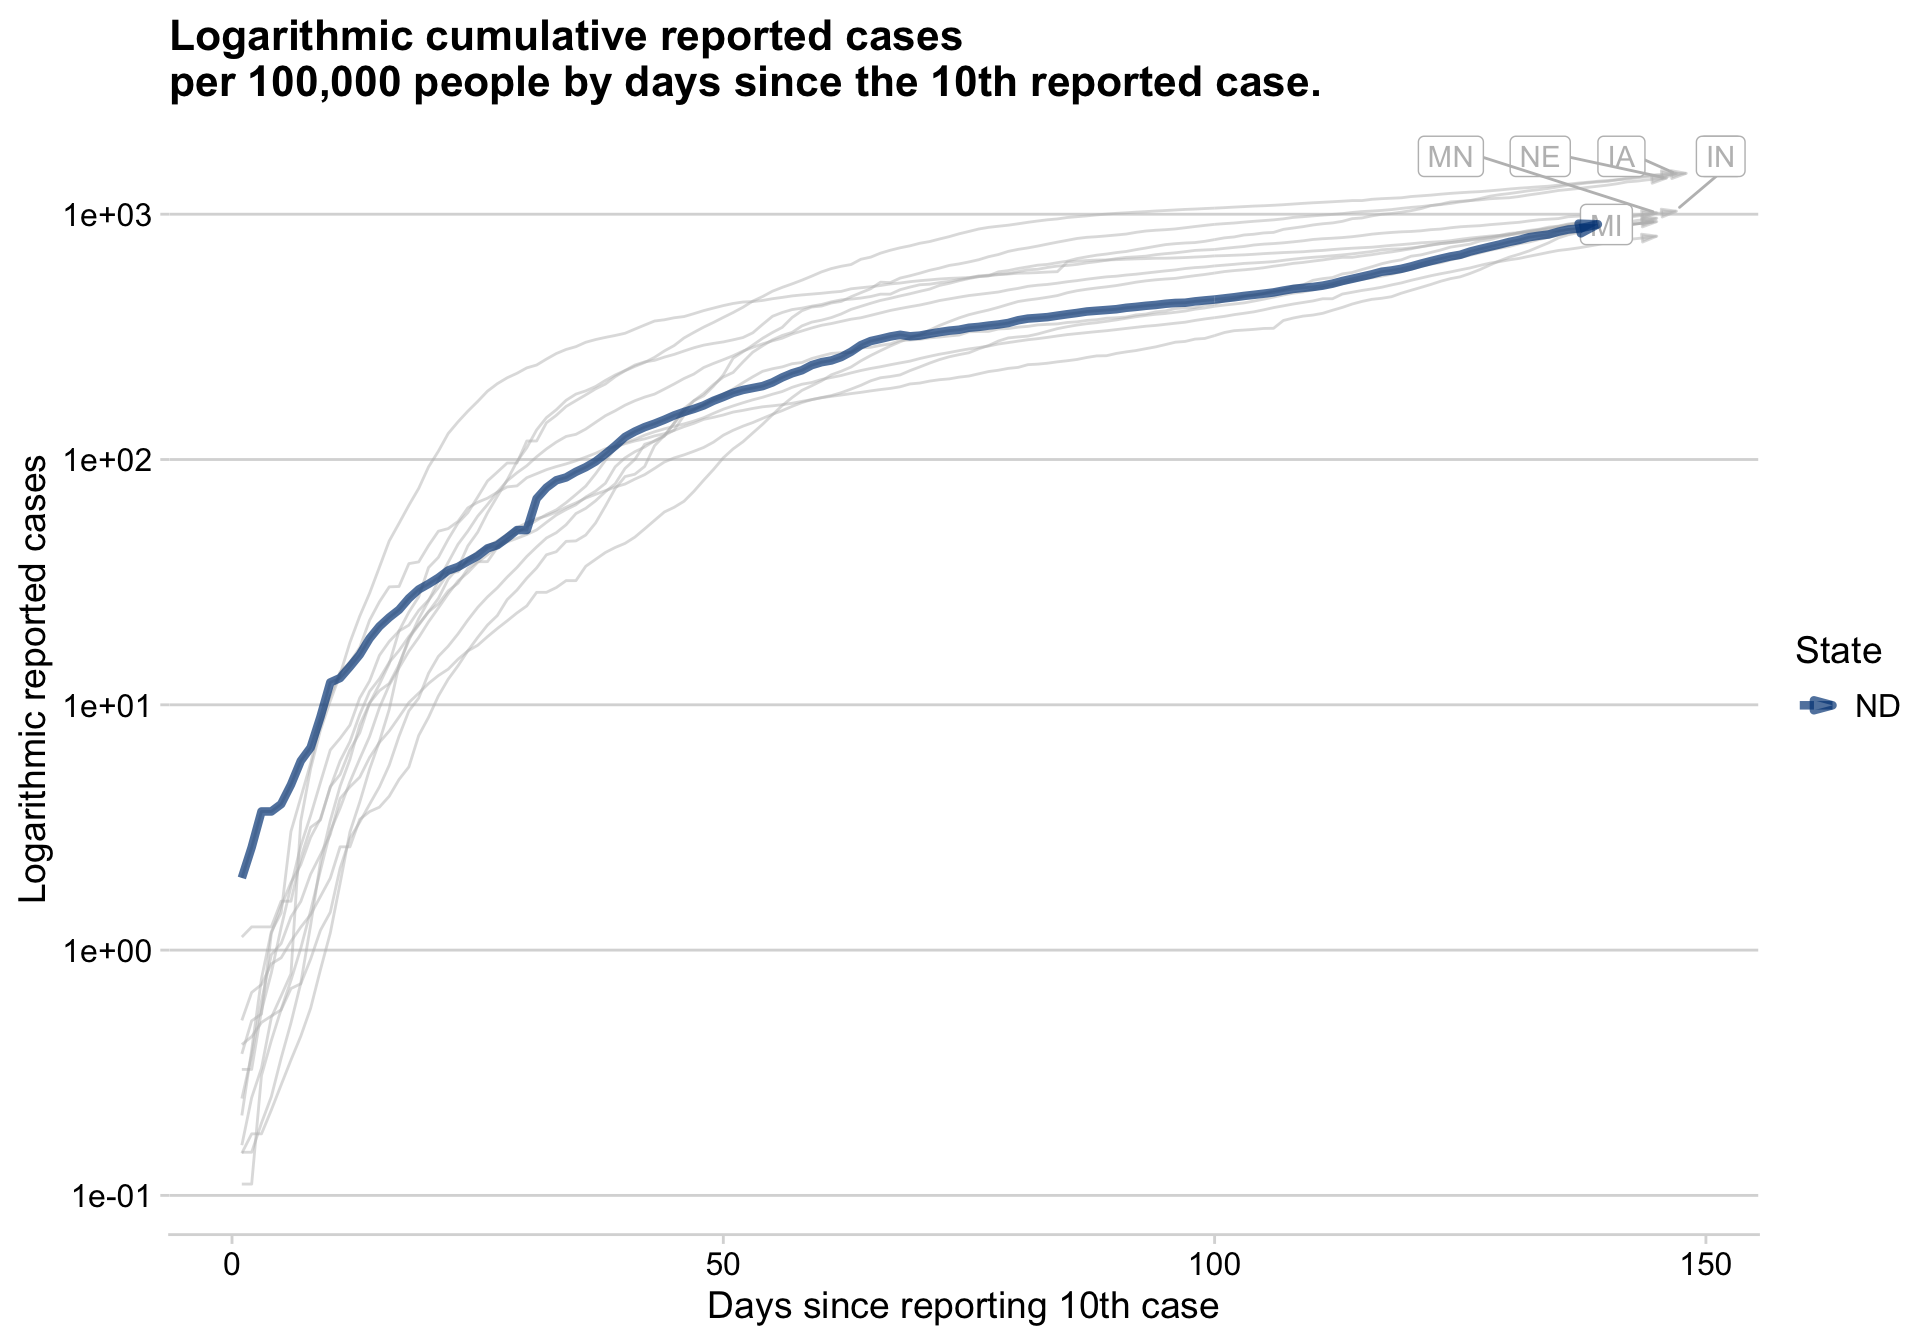 Logarithmic cumulative reported cases
per 100,000 people by days since the 10th reported case.
MN NE IA IN
MI
1e+03
1e+02
1e+01
1e+00
1e-01
Logarithmic reported cases
0 50 100 150
Days since reporting 10th case
State
ND